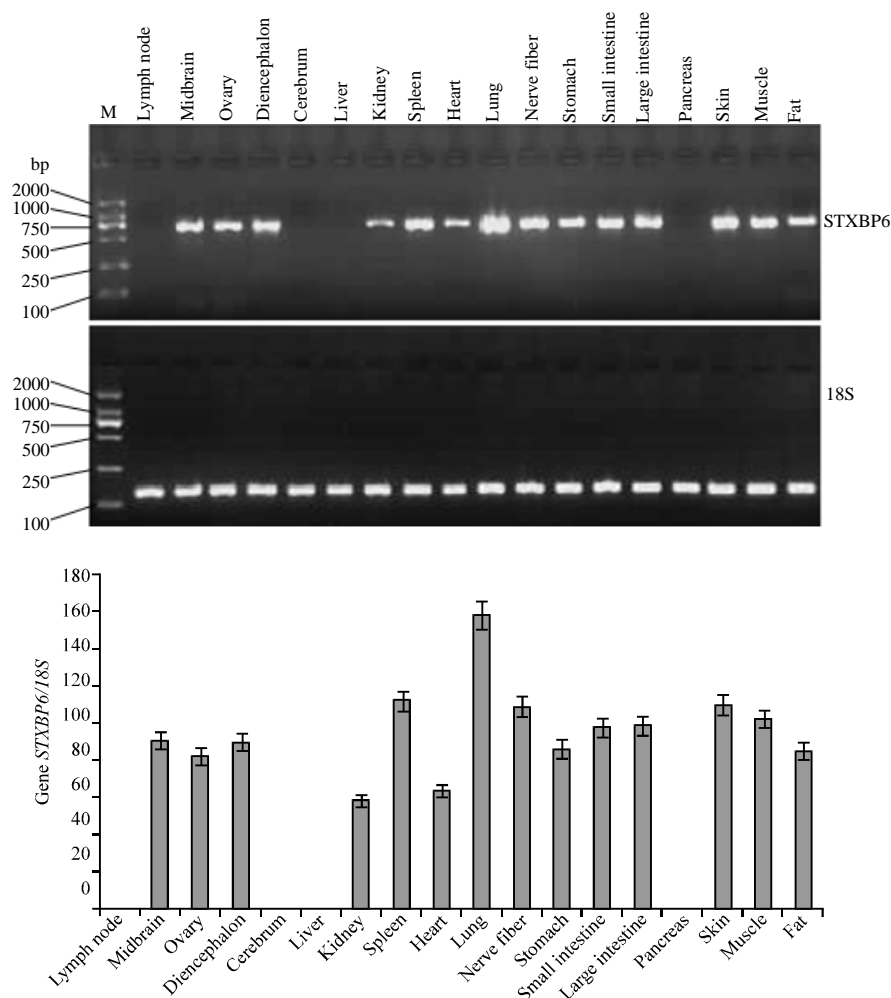 M
Lymph node
Midbrain
Ovary
Diencephalon
Cerebrum
Liver
Kidney
Spleen
Heart
Lung
Nerve fiber
Stomach
Small intestine
Large intestine
Pancreas
Skin
Muscle
Fat
bp
2000
1000
750
500
250
100
STXBP6
2000
1000
750
500
250
100
18S
Gene STXBP6/18S
180
160
140
120
100
80
60
40
20
0
Lymph node
Midbrain
Ovary
Diencephalon
Cerebrum
Liver
Kidney
Spleen
Heart
Lung
Nerve fiber
Stomach
Small intestine
Large intestine
Pancreas
Skin
Muscle
Fat